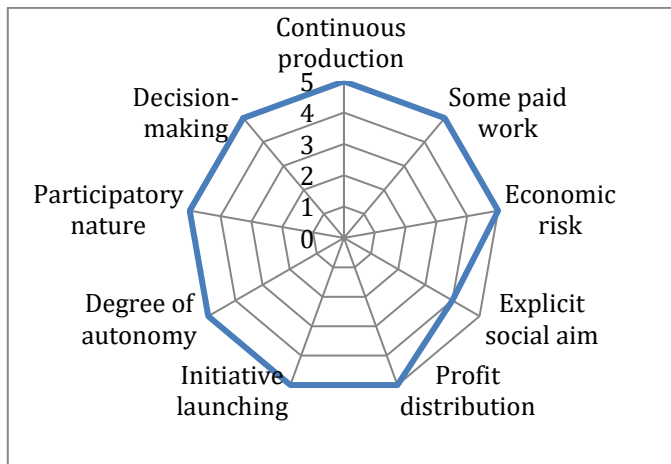 Continuous
production
Some paid
work
Economic
risk
Explicit
social aim
Profit
distribution
Initiative
launching
Degree of
autonomy
Participatory
nature
Decision-
making
5
4
3
2
1
0